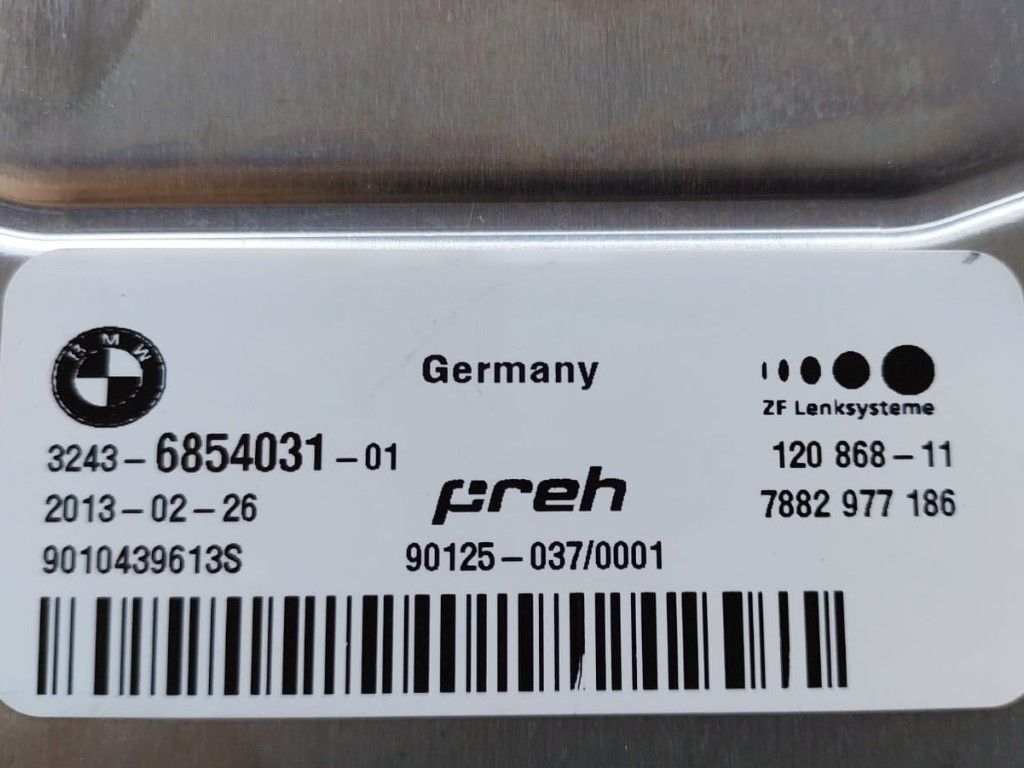 BMW
Germany
ZF Lenksysteme
3243-6854031-01
120 868-11
2013-02-26
preh
7882 977 186
9010439613S
90125-037/0001